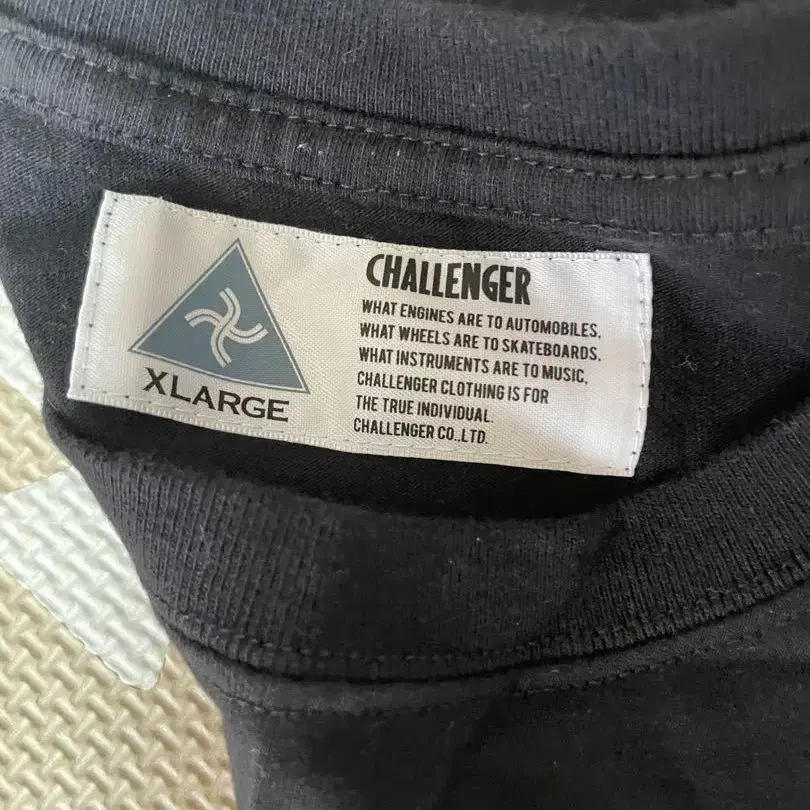 XLARGE
CHALLENGER
WHAT ENGINES ARE TO AUTOMOBILES.
WHAT WHEELS ARE TO SKATEBOARDS.
WHAT INSTRUMENTS ARE TO MUSIC,
CHALLENGER CLOTHING IS FOR
THE TRUE INDIVIDUAL.
CHALLENGER CO.,LTD.